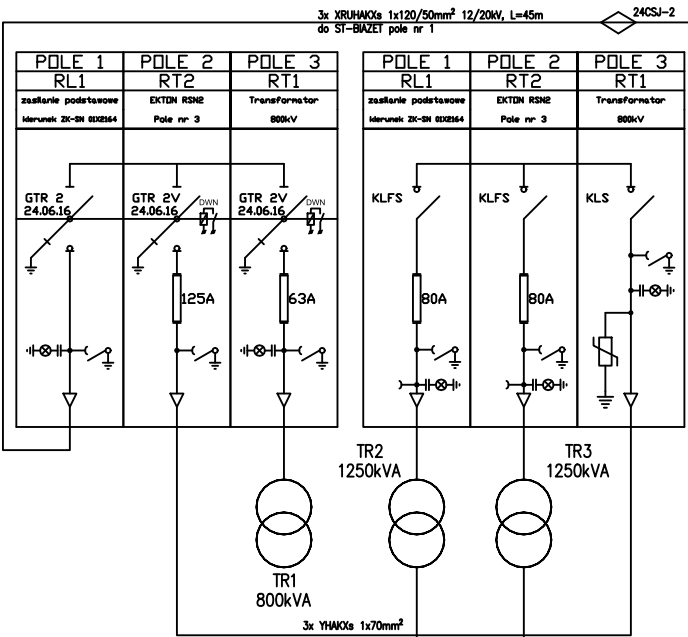 3x XRUHAKXs 1x120/50mm² 12/20kV, L=45m
do ST-BIAZET pole nr 1
24CSJ-2
POLE 1
RL1
zasilanie podstawowe
kierunek ZK-SN 01X2164
POLE 2
RT2
EKTON RSN2
Pole nr 3
POLE 3
RT1
Transformator
800kV
POLE 1
RL1
zasilanie podstawowe
kierunek ZK-SN 01X2164
POLE 2
RT2
EKTON RSN2
Pole nr 3
POLE 3
RT1
Transformator
800kV
GTR 2
24.06.16
GTR 2V
24.06.16
DWN
GTR 2V
24.06.16
DWN
KLFS
KLFS
KLS
125A
63A
80A
80A
TR2
1250kVA
TR3
1250kVA
TR1
800kVA
3x YHAKXs 1x70mm²